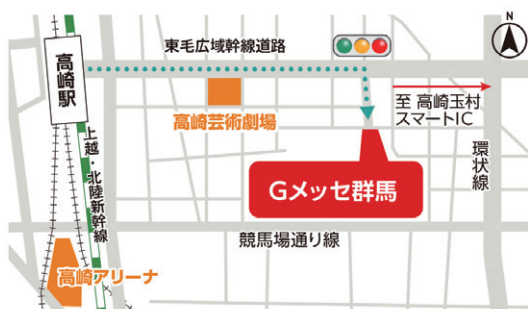 東毛広域幹線道路
N
高崎駅
高崎芸術劇場
至 高崎玉村
スマートIC
上越・北陸新幹線
Gメッセ群馬
環状線
競馬場通り線
高崎アリーナ